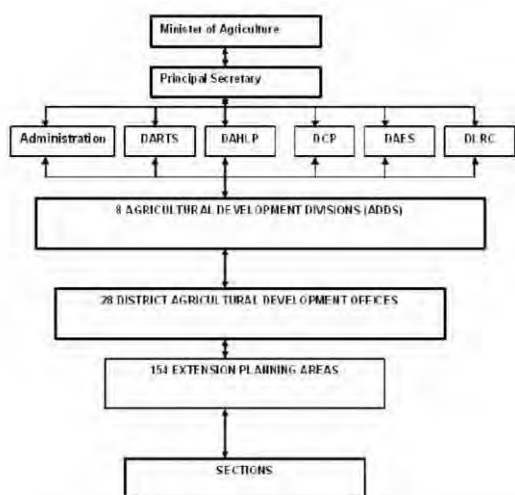 Minister of Agriculture
Principal Secretary
Administration DARTS DAHLP DCP DAES DLRC
8 AGRICULTURAL DEVELOPMENT DIVISIONS (ADDS)
28 DISTRICT AGRICULTURAL DEVELOPMENT OFFICES
154 EXTENSION PLANNING AREAS
SECTIONS